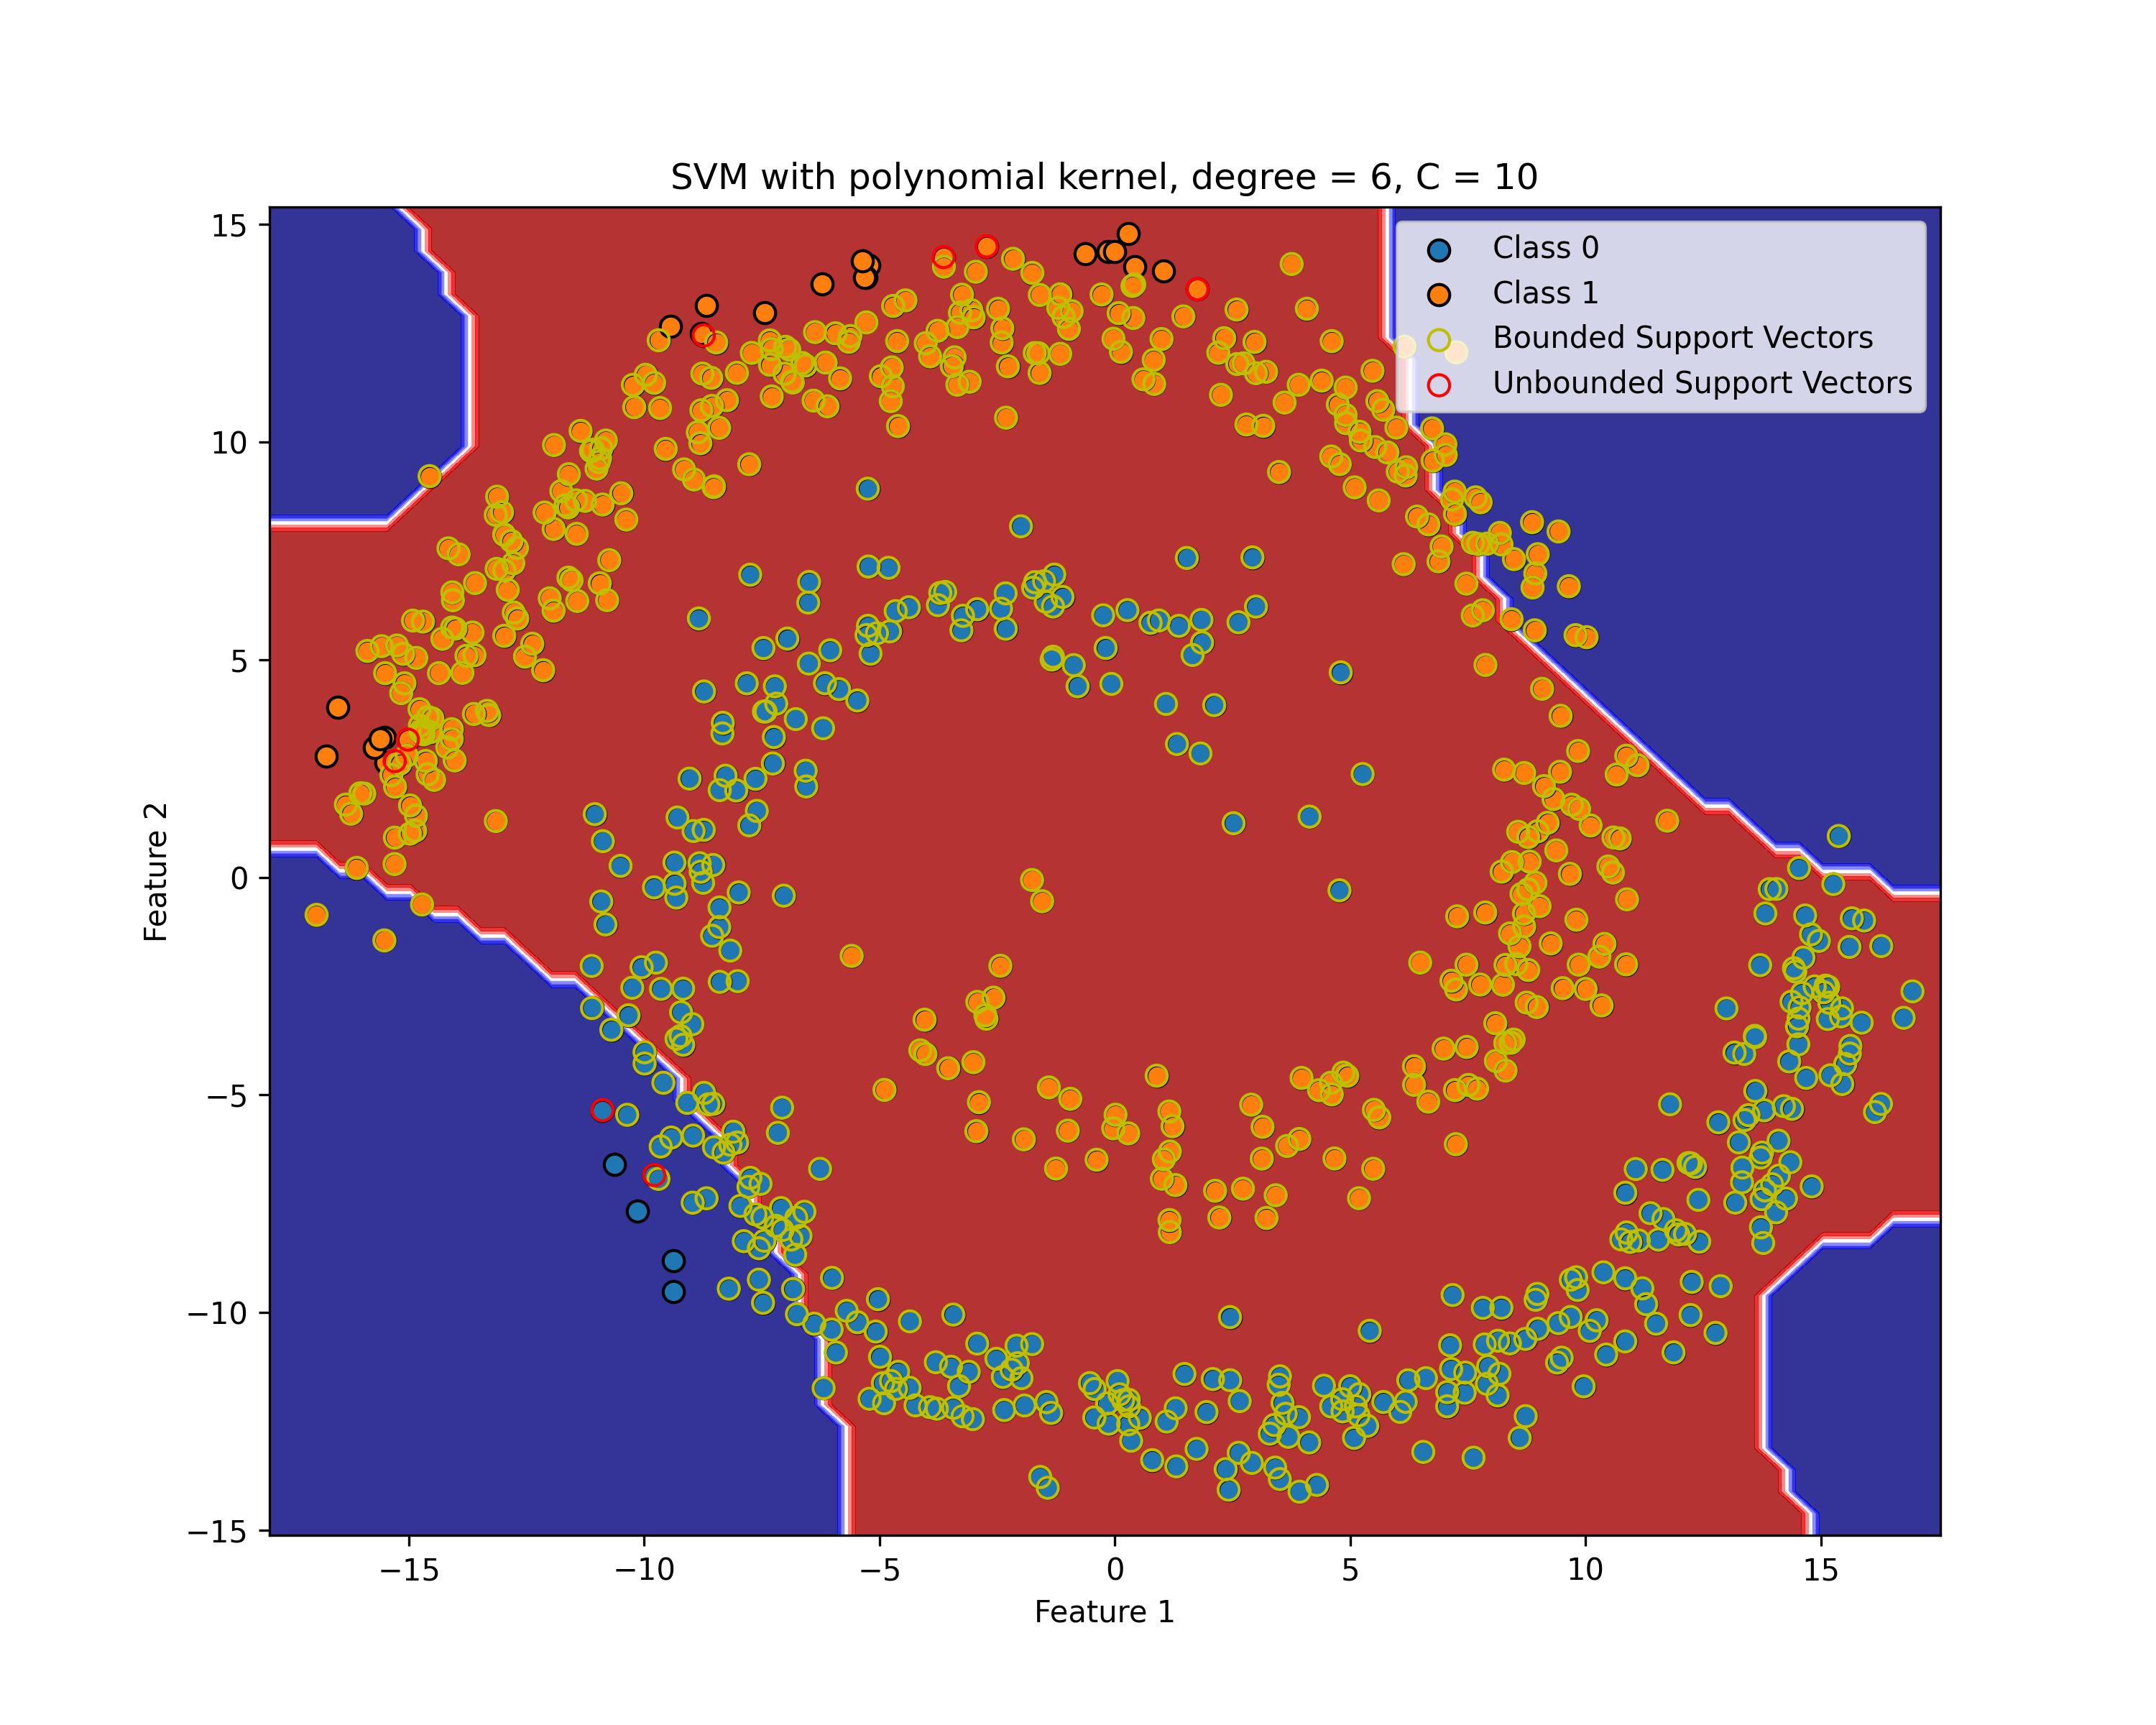 SVM with polynomial kernel, degree = 6, C = 10
Class 0
Class 1
Bounded Support Vectors
Unbounded Support Vectors
15
10
5
0
−5
−10
−15
Feature 2
−15 −10 −5 0 5 10 15
Feature 1